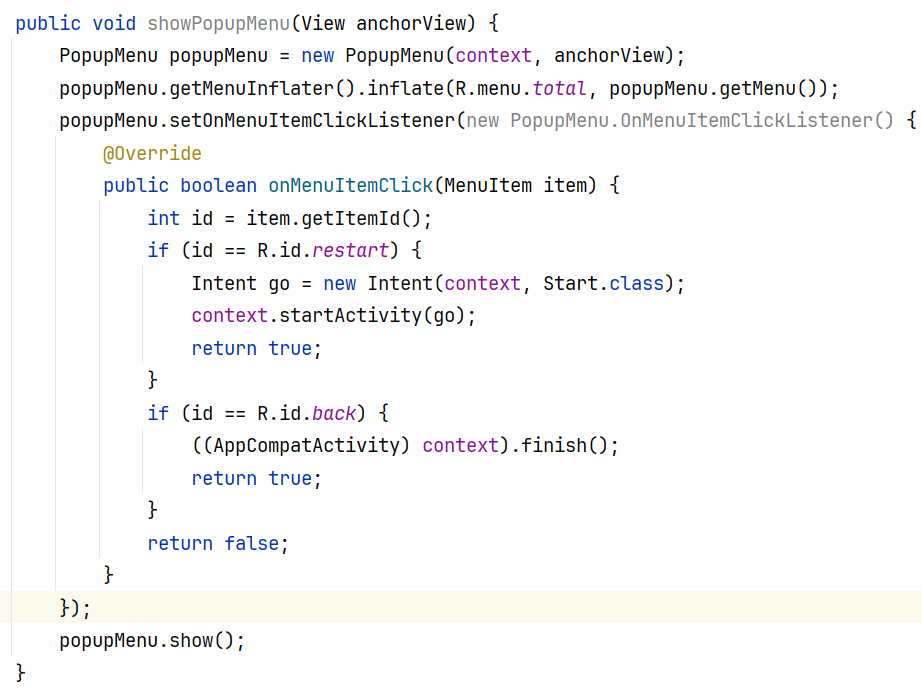 public void showPopupMenu(View anchorView) {
    PopupMenu popupMenu = new PopupMenu(context, anchorView);
    popupMenu.getMenuInflater().inflate(R.menu.total, popupMenu.getMenu());
    popupMenu.setOnMenuItemClickListener(new PopupMenu.OnMenuItemClickListener() {
        @Override
        public boolean onMenuItemClick(MenuItem item) {
            int id = item.getItemId();
            if (id == R.id.restart) {
                Intent go = new Intent(context, Start.class);
                context.startActivity(go);
                return true;
            }
            if (id == R.id.back) {
                ((AppCompatActivity) context).finish();
                return true;
            }
            return false;
        }
    });
    popupMenu.show();
}